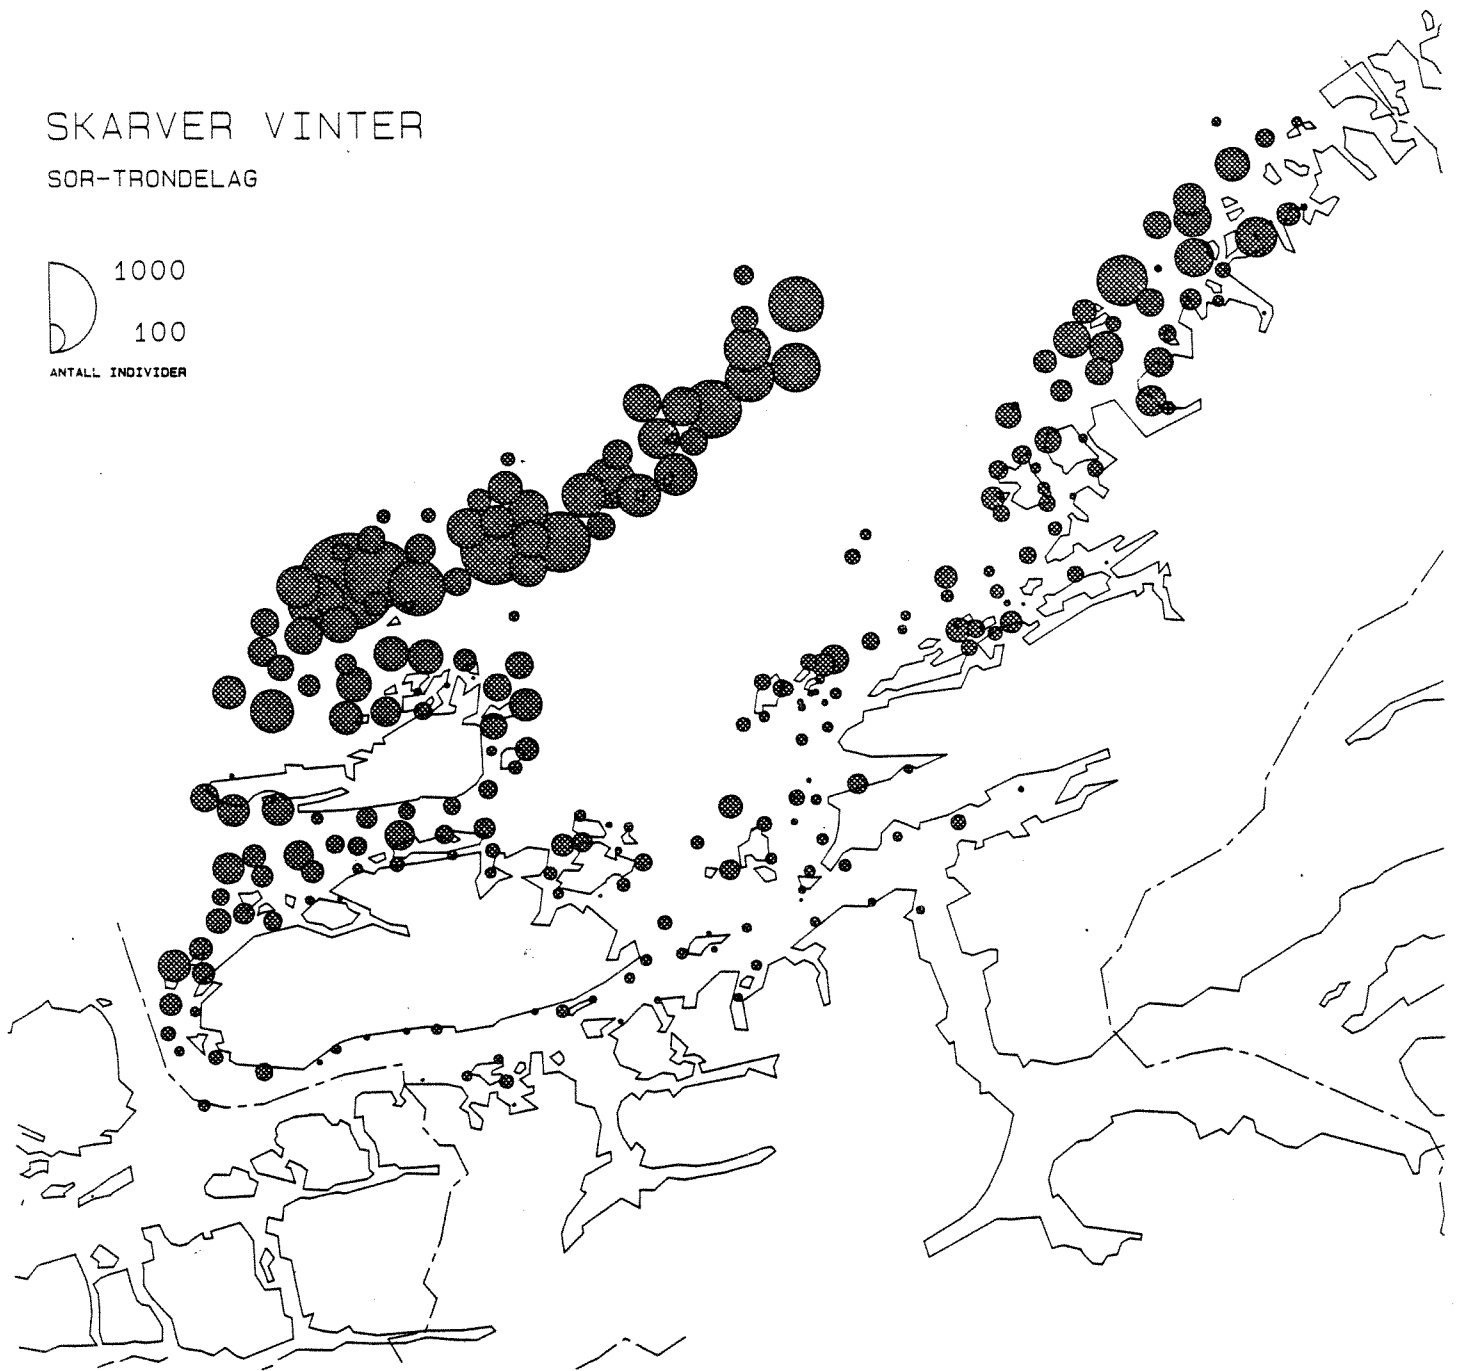 SKARVER VINTER
SOR-TRONDELAG
1000
100
ANTALL INDIVIDER